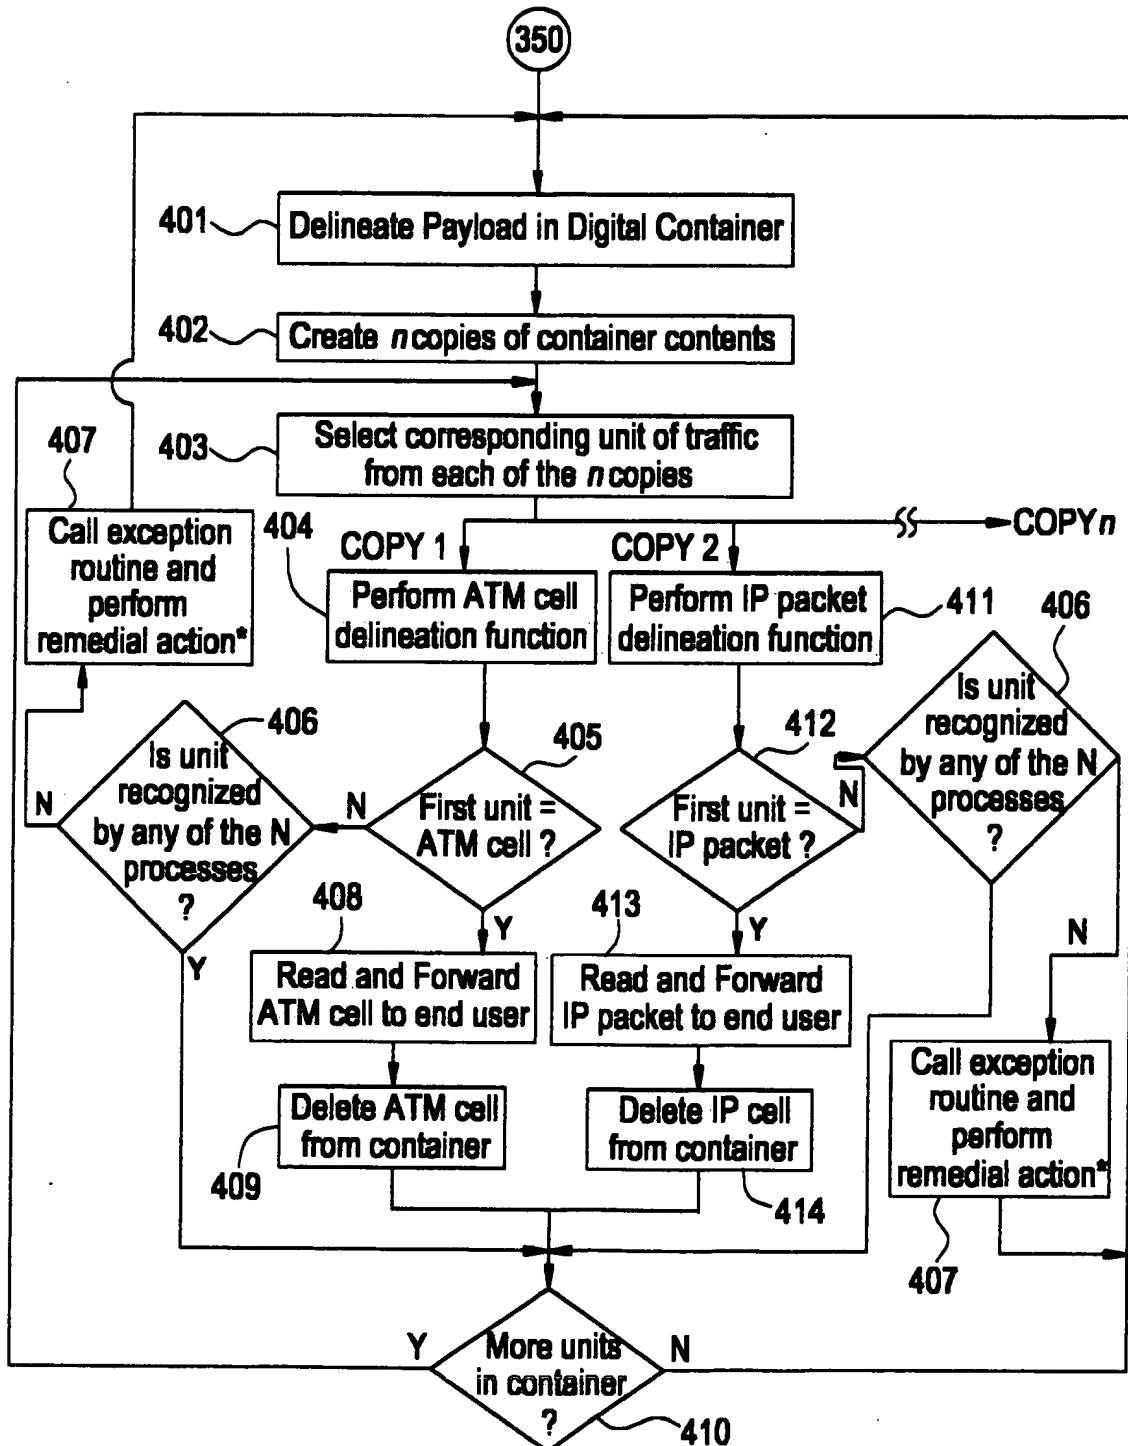 350
401
Delineate Payload in Digital Container
402
Create n copies of container contents
403
Select corresponding unit of traffic
from each of the n copies
407
Call exception
routine and
perform
remedial action*
404
COPY 1
COPY 2
COPY n
Perform ATM cell
delineation function
Perform IP packet
delineation function
411
406
Is unit
recognized
by any of the N
processes
?
406
Is unit
recognized
by any of the N
processes
?
N
Y
405
N
First unit =
ATM cell ?
Y
412
First unit =
IP packet ?
N
Y
N
408
Read and Forward
ATM cell to end user
413
Read and Forward
IP packet to end user
Delete ATM cell
from container
409
Delete IP cell
from container
414
Call exception
routine and
perform
remedial action*
407
Y
More units
in container
?
N
410